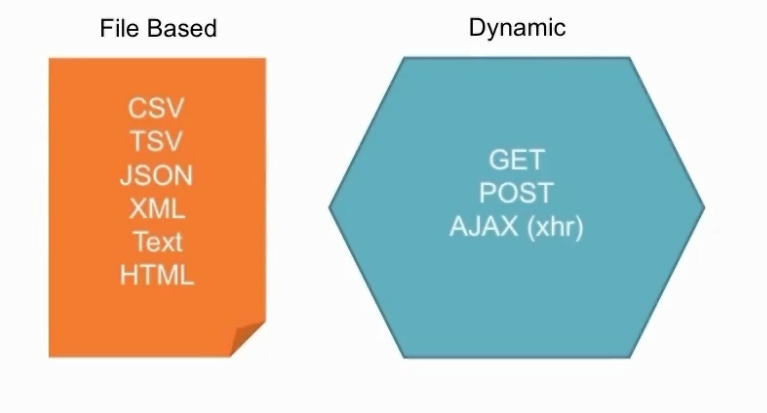 File Based
CSV
TSV
JSON
XML
Text
HTML
Dynamic
GET
POST
AJAX (xhr)